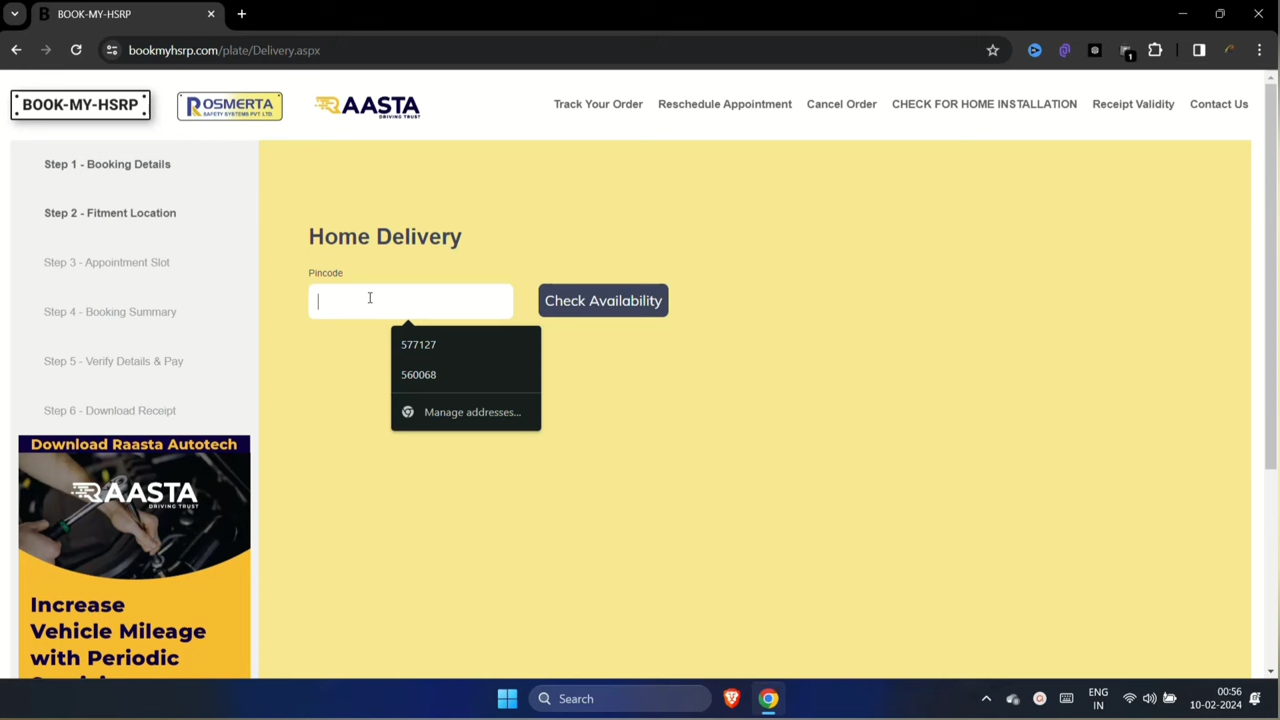 BOOK-MY-HSRP
bookmyhsrp.com/plate/Delivery.aspx
1
BOOK-MY-HSRP
ROSMERTA
SAFETY SYSTEMS PVT. LTD.
RAASTA
DRIVING TRUST
Track Your Order
Reschedule Appointment
Cancel Order
CHECK FOR HOME INSTALLATION
Receipt Validity
Contact Us
Step 1 - Booking Details
Step 2 - Fitment Location
Step 3 - Appointment Slot
Step 4 - Booking Summary
Step 5 - Verify Details & Pay
Step 6 - Download Receipt
Download Raasta Autotech
RAASTA
DRIVING TRUST
Increase
Vehicle Mileage
with Periodic
Home Delivery
Pincode
Check Availability
577127
560068
Manage addresses...
Search
ENG
IN
00:56
10-02-2024